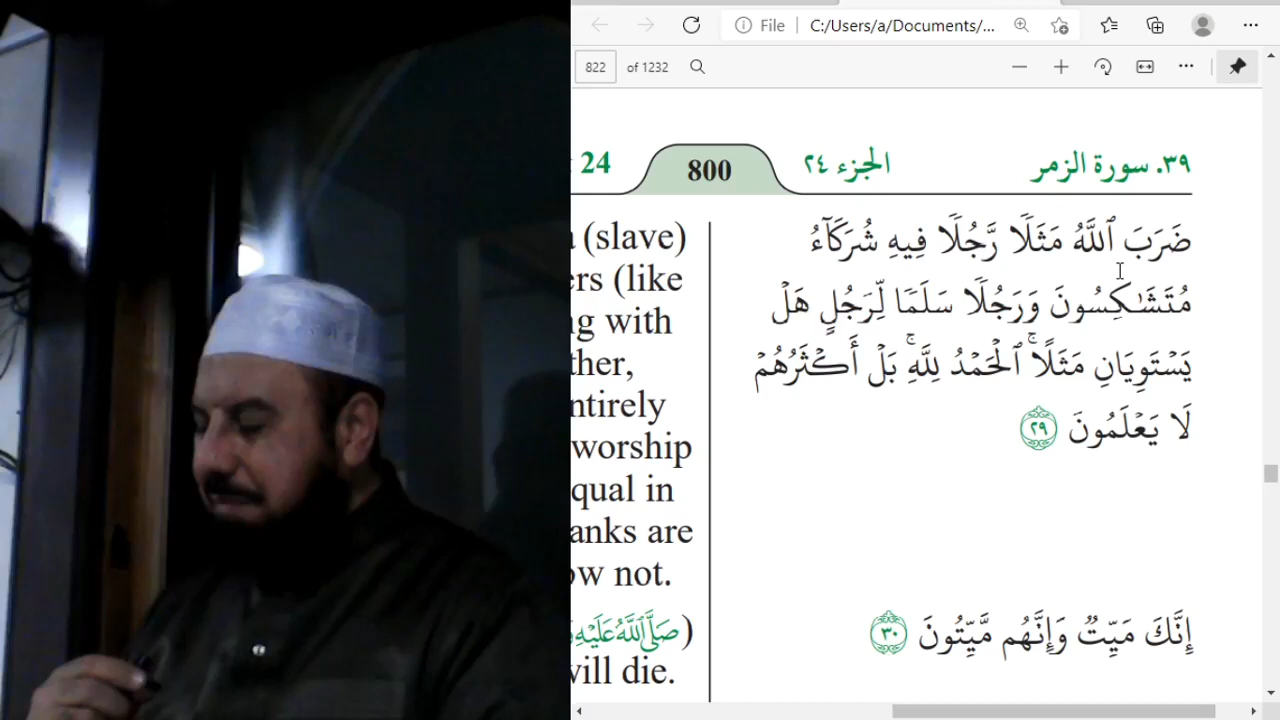 File C:/Users/a/Documents/...
822 of 1232
24 800 الجزء ٢٤ ٣٩. سورة الزمر
(slave)
ers (like
ng with
ther,
ntirely
worship
qual in
anks are
ow not.
will die.
ضَرَبَ ٱللَّهُ مَثَلًا رَّجُلًا فِيهِ شُرَكَآءُ
مُتَشَـٰكِسُونَ وَرَجُلًا سَلَمًا لِّرَجُلٍ هَلۡ
يَسۡتَوِيَانِ مَثَلًاۚ ٱلۡحَمۡدُ لِلَّهِۚ بَلۡ أَكۡثَرُهُمۡ
لَا يَعۡلَمُونَ ٢٩
إِنَّكَ مَيِّتٞ وَإِنَّهُم مَّيِّتُونَ ٣٠